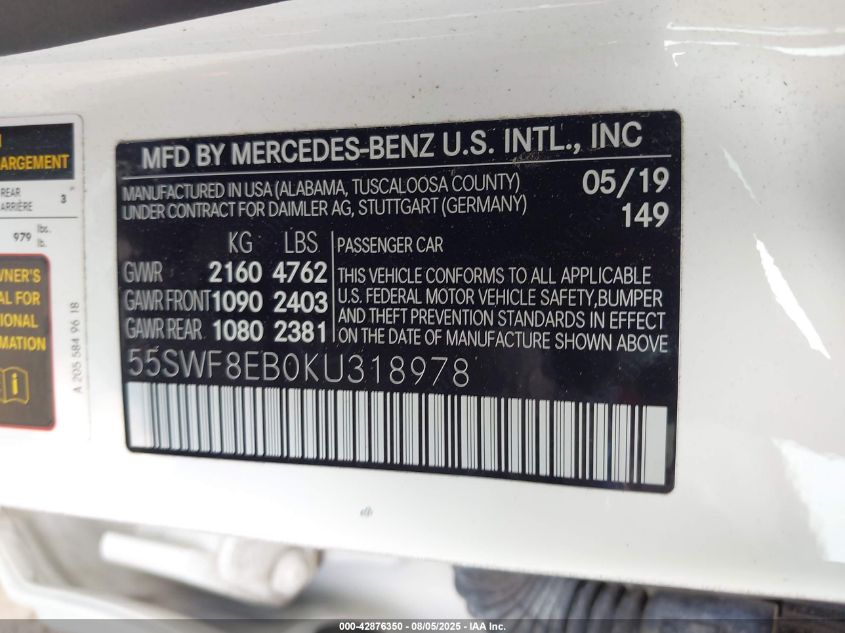 ARGEMENT
REAR
ARRIÈRE
3
979 lbs.
lb.
WNER'S
AL FOR
TIONAL
RMATION
A 205 584 96 18
MFD BY MERCEDES-BENZ U.S. INTL., INC
MANUFACTURED IN USA (ALABAMA, TUSCALOOSA COUNTY) 05/19
UNDER CONTRACT FOR DAIMLER AG, STUTTGART (GERMANY) 149
KG LBS
GVWR 2160 4762
GAWR FRONT 1090 2403
GAWR REAR 1080 2381
PASSENGER CAR
THIS VEHICLE CONFORMS TO ALL APPLICABLE
U.S. FEDERAL MOTOR VEHICLE SAFETY, BUMPER
AND THEFT PREVENTION STANDARDS IN EFFECT
ON THE DATE OF MANUFACTURE SHOWN ABOVE
55SWF8EB0KU318978
000-42876350 - 08/05/2025 - IAA Inc.